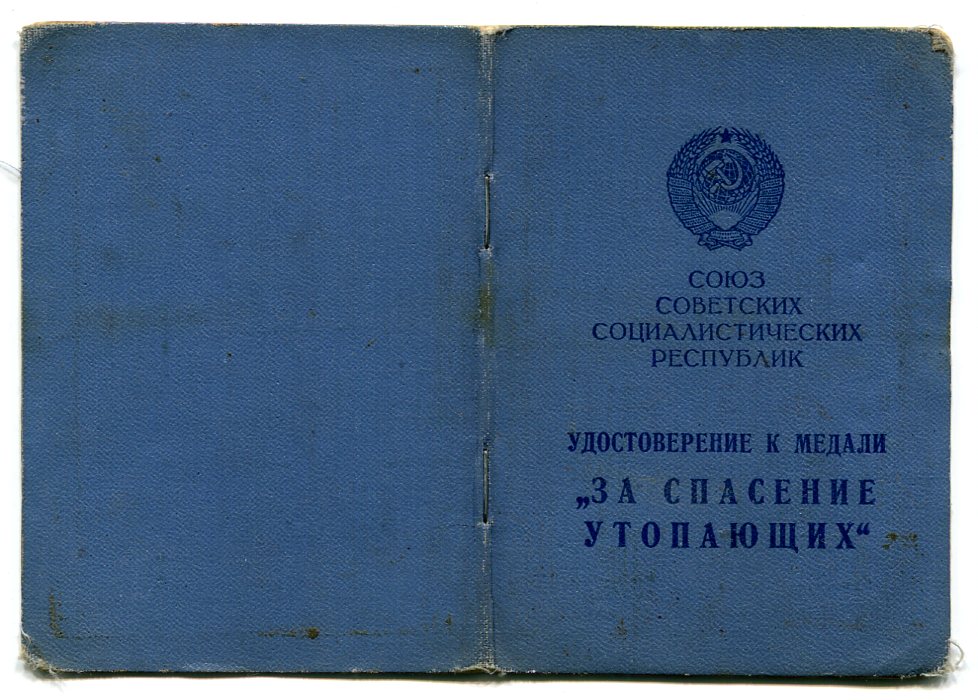 СОЮЗ
СОВЕТСКИХ
СОЦИАЛИСТИЧЕСКИХ
РЕСПУБЛИК
УДОСТОВЕРЕНИЕ К МЕДАЛИ
„ЗА СПАСЕНИЕ
УТОПАЮЩИХ“